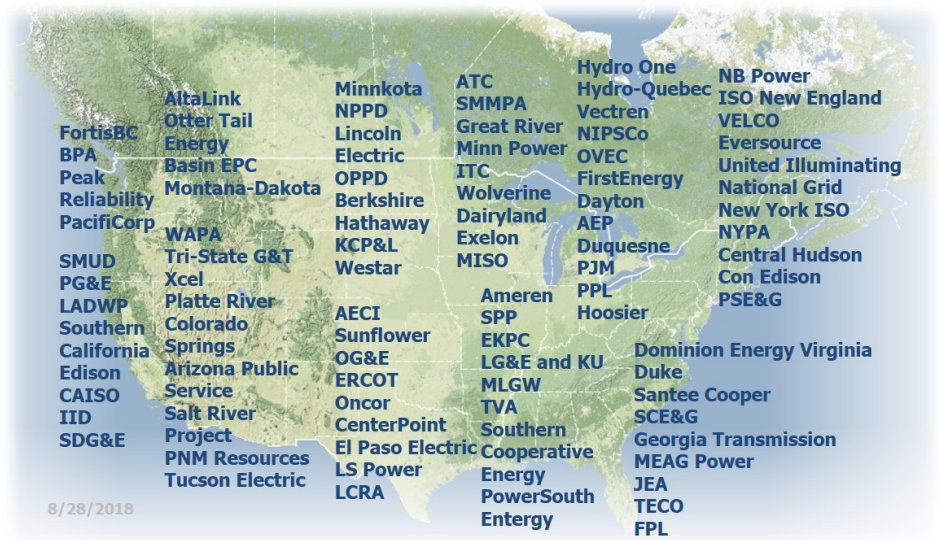 FortisBC
BPA
Peak
Reliability
PacifiCorp
SMUD
PG&E
LADWP
Southern
California
Edison
CAISO
IID
SDG&E
AltaLink
Otter Tail
Energy
Basin EPC
Montana-Dakota
WAPA
Tri-State G&T
Xcel
Platte River
Colorado
Springs
Arizona Public
Service
Salt River
Project
PNM Resources
Tucson Electric
Minnkota
NPPD
Lincoln
Electric
OPPD
Berkshire
Hathaway
KCP&L
Westar
AECI
Sunflower
OG&E
ERCOT
Oncor
CenterPoint
El Paso Electric
LS Power
LCRA
ATC
SMMPA
Great River
Minn Power
ITC
Wolverine
Dairyland
Exelon
MISO
Ameren
SPP
EKPC
LG&E and KU
MLGW
TVA
Southern
Cooperative
Energy
PowerSouth
Entergy
Hydro One
Hydro-Quebec
Vectren
NIPSCo
OVEC
FirstEnergy
Dayton
AEP
Duquesne
PJM
PPL
Hoosier
NB Power
ISO New England
VELCO
Eversource
United Illuminating
National Grid
New York ISO
NYPA
Central Hudson
Con Edison
PSE&G
Dominion Energy Virginia
Duke
Santee Cooper
SCE&G
Georgia Transmission
MEAG Power
JEA
TECO
FPL
8/28/2018